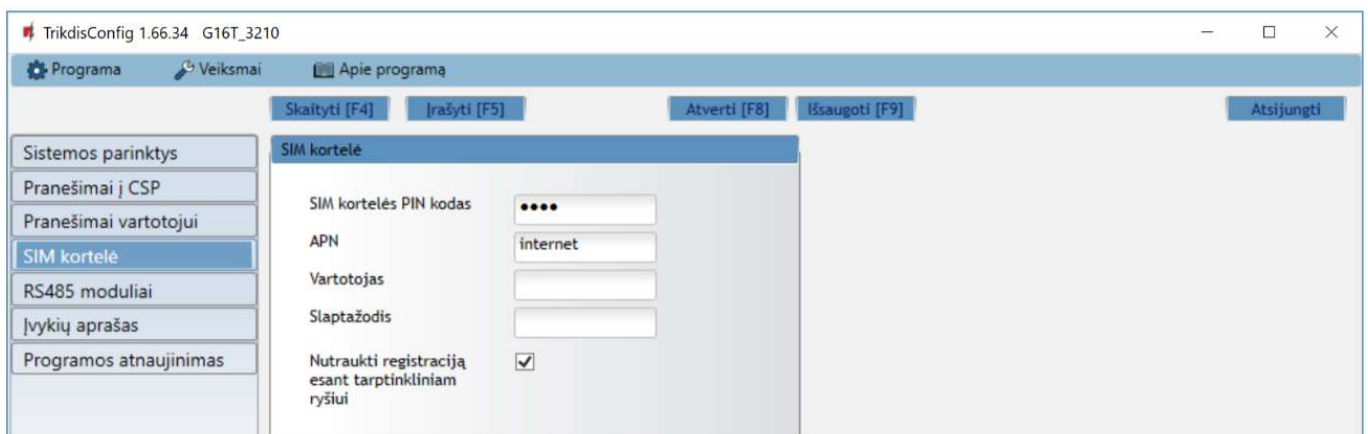 TrikdisConfig 1.66.34 G16T_3210
Programa Veiksmai Apie programą
Skaityti [F4] Įrašyti [F5] Atverti [F8] Išsaugoti [F9] Atsijungti
Sistemos parinktys
Pranešimai į CSP
Pranešimai vartotojui
SIM kortelė
RS485 moduliai
Įvykių aprašas
Programos atnaujinimas
SIM kortelė
SIM kortelės PIN kodas ••••
APN internet
Vartotojas
Slaptažodis
Nutraukti registraciją
esant tarptinkliniam
ryšiui